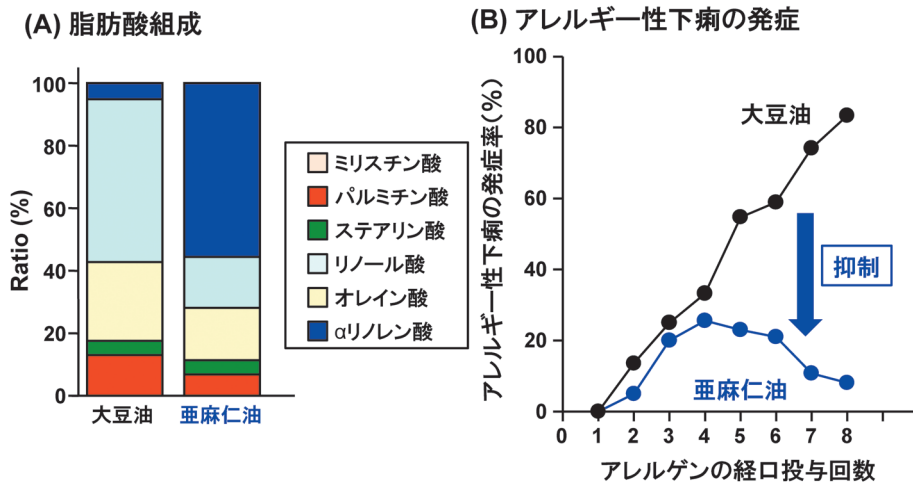 (A) 脂肪酸組成
Ratio (%)
100
80
60
40
20
0
大豆油
亜麻仁油
ミリスチン酸
パルミチン酸
ステアリン酸
リノール酸
オレイン酸
αリノレン酸
(B) アレルギー性下痢の発症
アレルギー性下痢の発症率(%)
100
80
60
40
20
0
大豆油
抑制
亜麻仁油
0 1 2 3 4 5 6 7 8
アレルゲンの経口投与回数